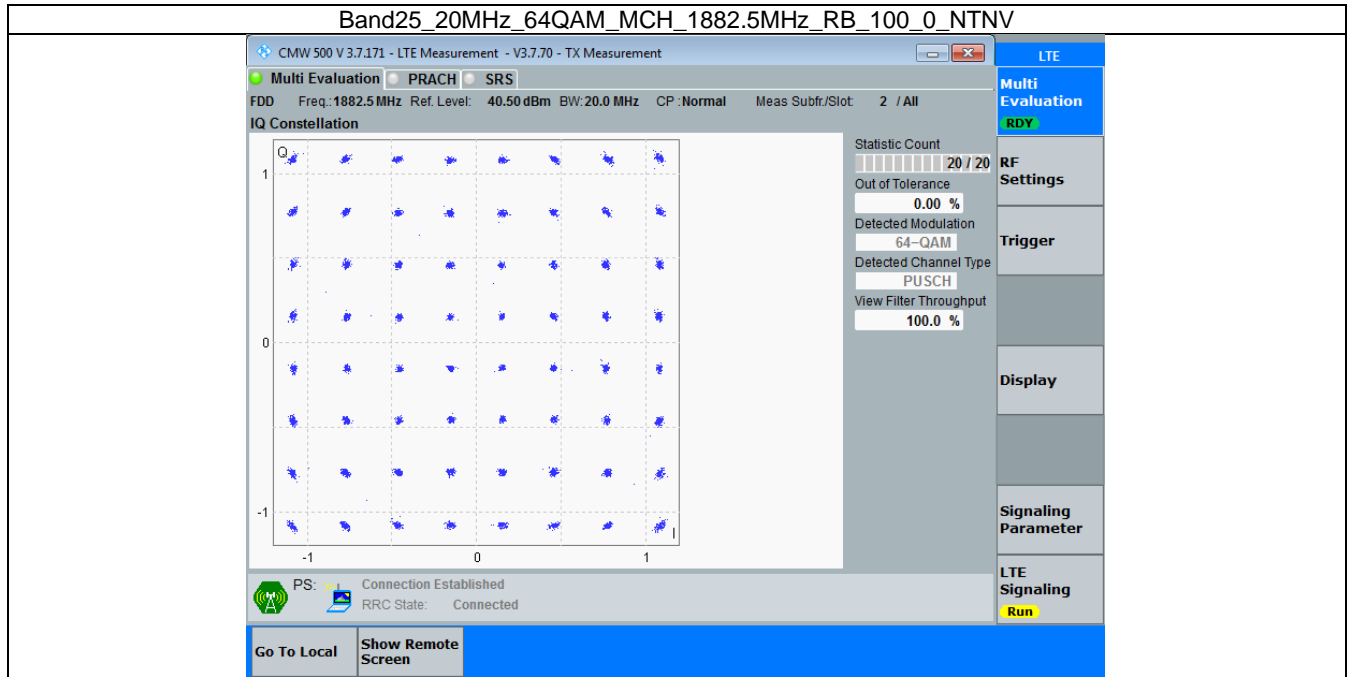 Band25_20MHz_64QAM_MCH_1882.5MHz_RB_100_0_NTNV
CMW 500 V 3.7.171 - LTE Measurement - V3.7.70 - TX Measurement
LTE
Multi Evaluation PRACH SRS
FDD Freq.:1882.5 MHz Ref. Level: 40.50 dBm BW:20.0 MHz CP :Normal Meas Subfr./Slot: 2 / All
IQ Constellation
Q
1
0
-1
-1 0 1
I
Statistic Count
20 / 20
Out of Tolerance
0.00 %
Detected Modulation
64-QAM
Detected Channel Type
PUSCH
View Filter Throughput
100.0 %
Multi
Evaluation
RDY
RF
Settings
Trigger
Display
Signaling
Parameter
LTE
Signaling
Run
PS: Connection Established
RRC State: Connected
Go To Local
Show Remote
Screen